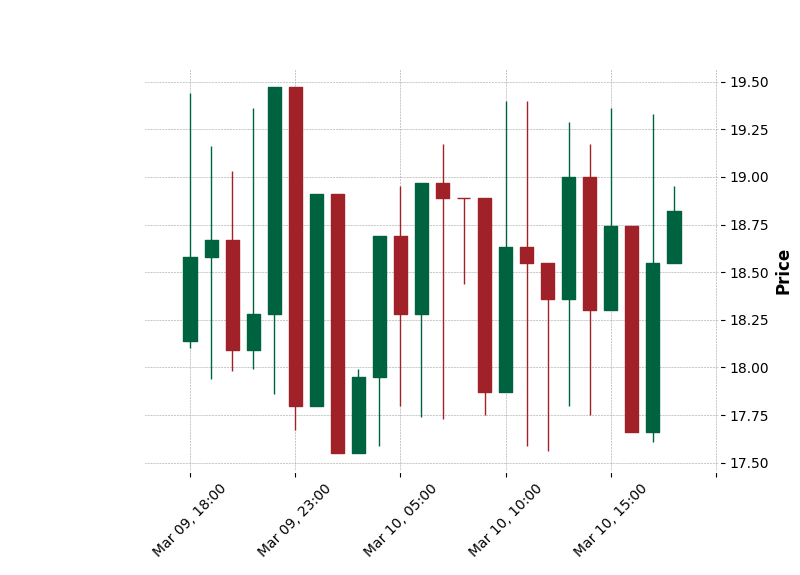 19.50
19.25
19.00
18.75
18.50
18.25
18.00
17.75
17.50
Price
Mar 09, 18:00
Mar 09, 23:00
Mar 10, 05:00
Mar 10, 10:00
Mar 10, 15:00